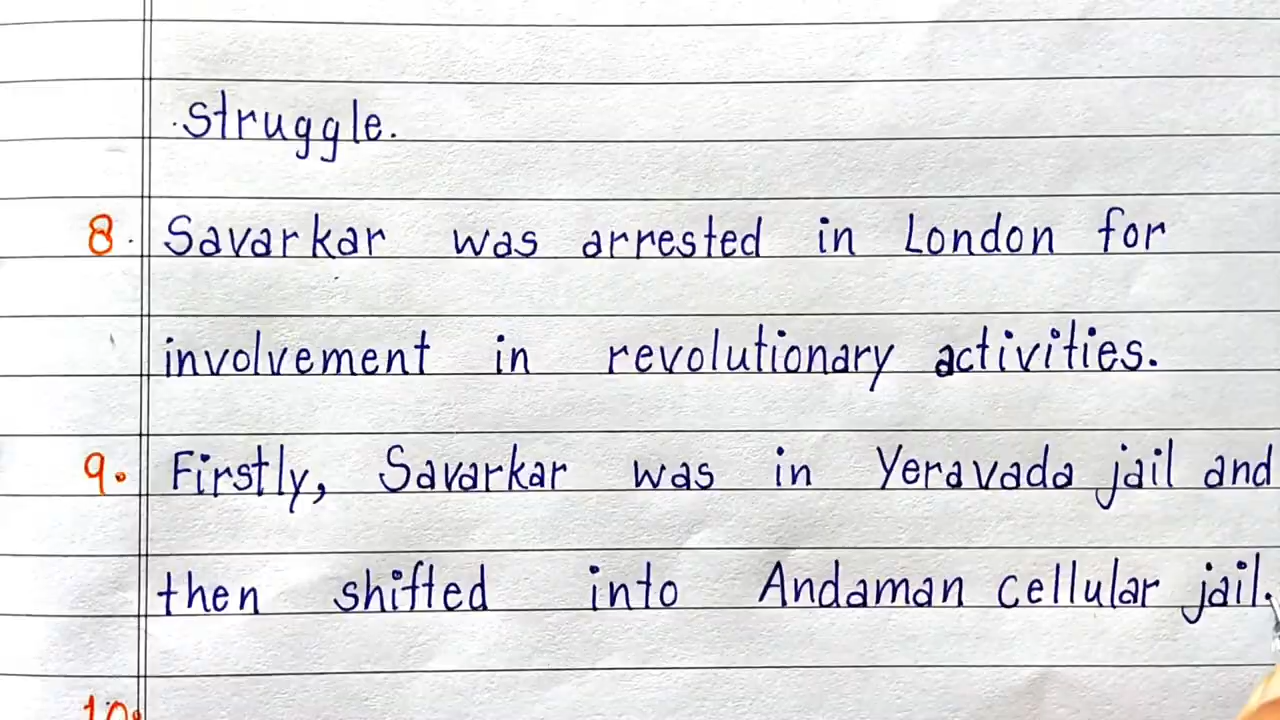 struggle.
8. Savarkar was arrested in London for
involvement in revolutionary activities.
9. Firstly, Savarkar was in Yeravada jail and
then shifted into Andaman cellular jail.
10.